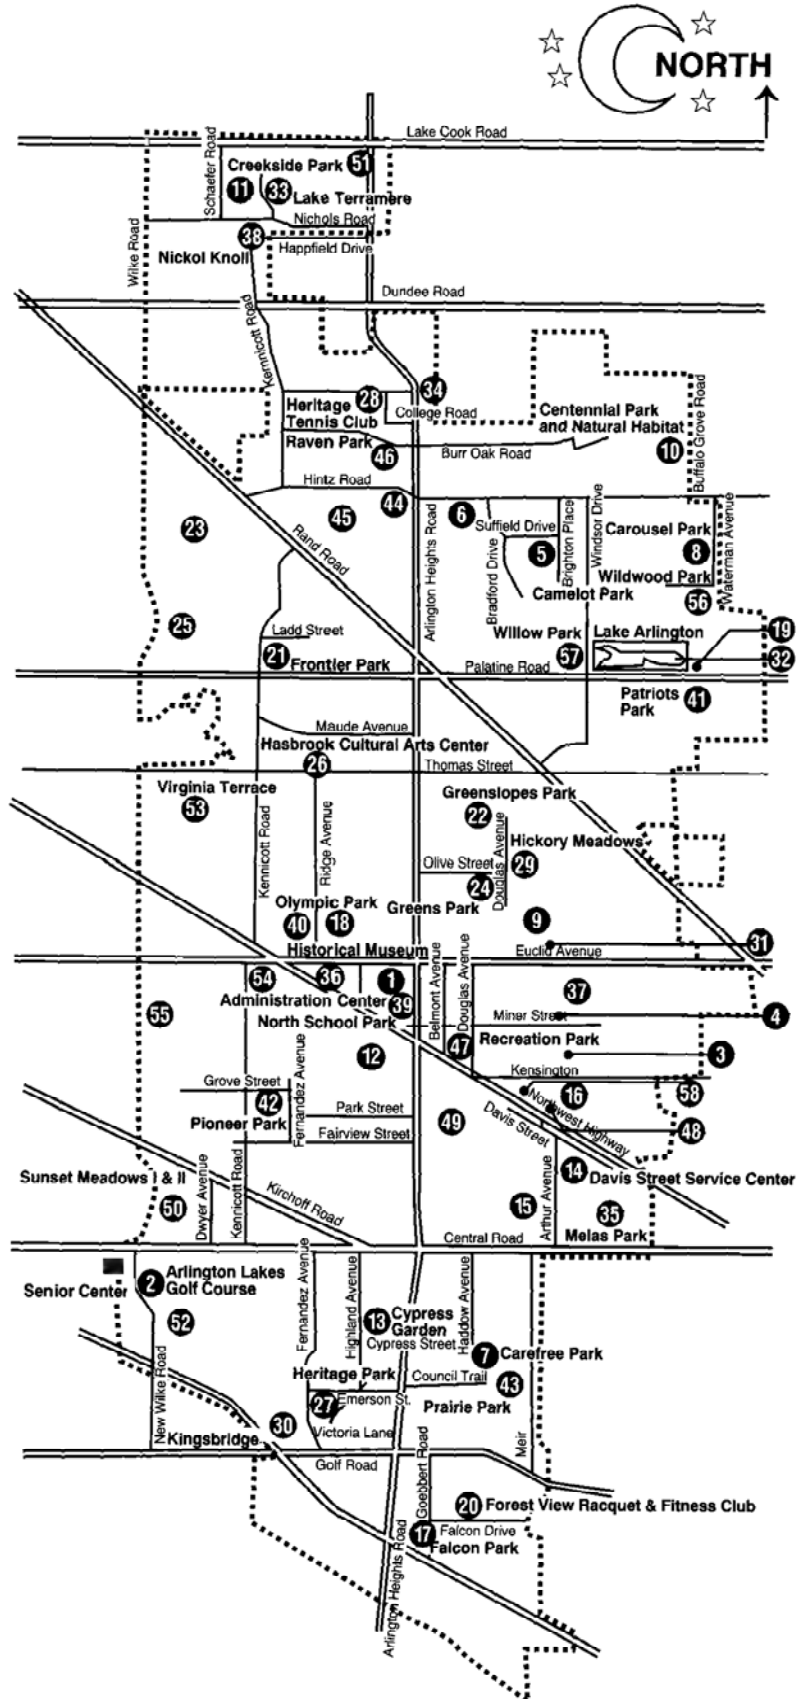 NORTH
Lake Cook Road
Schaefer Road
Creekside Park
51
11
33
Lake Terramere
Nichols Road
Wilke Road
38
Happfield Drive
Nickol Knoll
Dundee Road
Kennicott Road
34
28
Heritage
Tennis Club
College Road
Centennial Park
and Natural Habitat
Buffalo Grove Road
Raven Park
46
Burr Oak Road
10
Hintz Road
44
45
23
6
Suffield Drive
5
Brighton Place
Windsor Drive
Carousel Park
8
Waterman Avenue
Rand Road
Arlington Heights Road
Bradford Drive
Wildwood Park
56
Camelot Park
25
Ladd Street
Willow Park
Lake Arlington
19
21
Frontier Park
57
32
Palatine Road
Patriots
Park
41
Maude Avenue
Hasbrook Cultural Arts Center
26
Thomas Street
Virginia Terrace
53
Greenslopes Park
22
Kennicott Road
Ridge Avenue
Douglas Avenue
Hickory Meadows
Olive Street
29
24
Olympic Park
Greens Park
40
18
9
31
Historical Museum
Euclid Avenue
54
36
1
Belmont Avenue
Douglas Avenue
37
Administration Center
39
55
Miner Street
4
North School Park
Recreation Park
12
47
3
Fernandez Avenue
Kensington
Grove Street
42
16
58
Pioneer Park
Park Street
49
Davis Street
Northwest Highway
48
Fairview Street
Sunset Meadows I & II
Dwyer Avenue
Kennicott Road
Kirchoff Road
14
Davis Street Service Center
50
15
Arthur Avenue
35
Melas Park
Central Road
Senior Center
2
Arlington Lakes
Golf Course
52
Fernandez Avenue
Highland Avenue
13
Cypress
Garden
Cypress Street
Haddow Avenue
7
Carefree Park
New Wilke Road
Heritage Park
Council Trail
43
27
Emerson St.
Prairie Park
30
Kingsbridge
Victoria Lane
Meir
Golf Road
Goebbert Road
20
Forest View Racquet & Fitness Club
17
Falcon Drive
Falcon Park
Arlington Heights Road